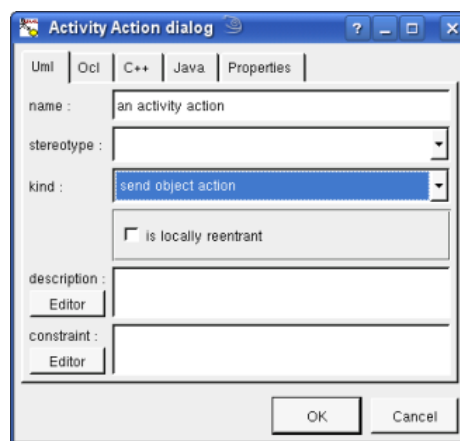 Activity Action dialog
Uml Ocl C++ Java Properties
name : an activity action
stereotype :
kind : send object action
is locally reentrant
description :
Editor
constraint :
Editor
OK Cancel